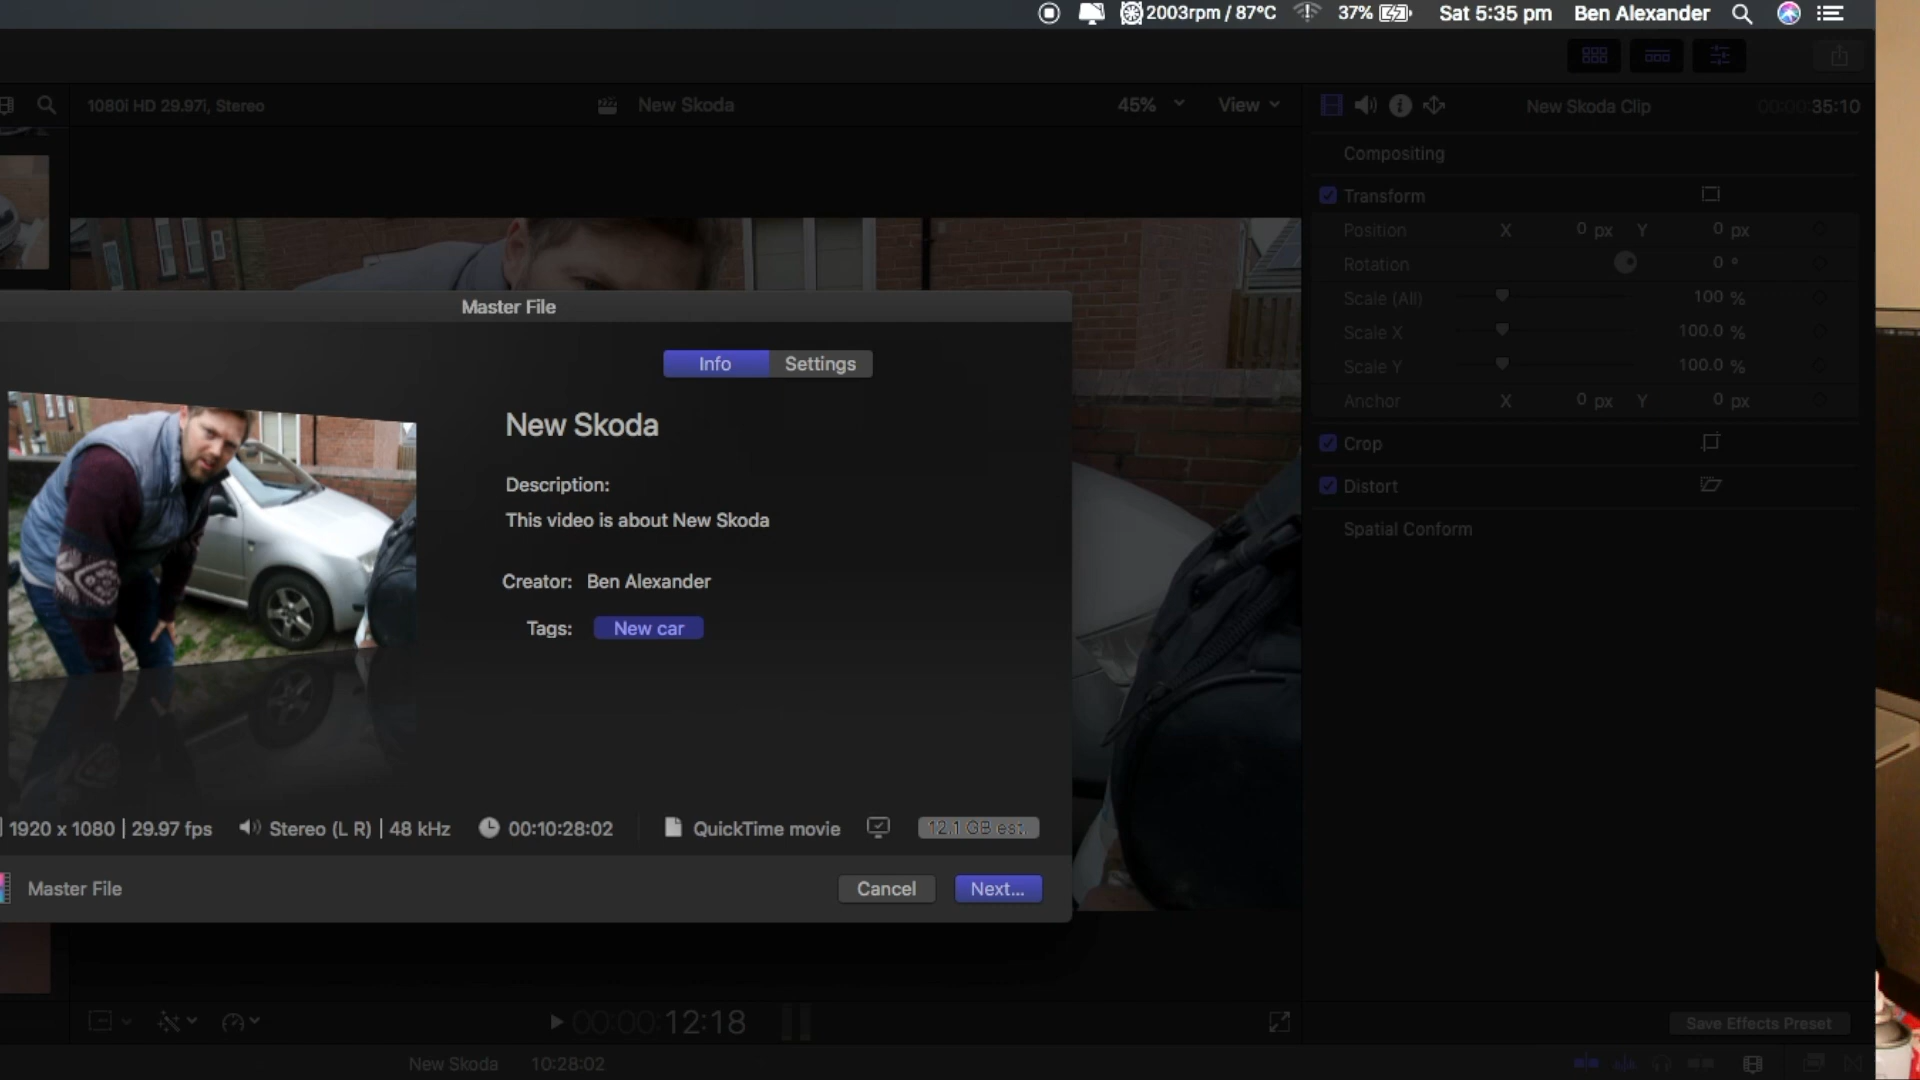 2003rpm / 87°C 37% Sat 5:35 pm Ben Alexander
1080i HD 29.97i, Stereo New Skoda 45% View New Skoda Clip 00:00:35:10
Compositing
Transform
Position X 0 px Y 0 px
Rotation 0 °
Scale (All) 100 %
Scale X 100.0 %
Scale Y 100.0 %
Anchor X 0 px Y 0 px
Crop
Distort
Spatial Conform
Master File
Info Settings
New Skoda
Description:
This video is about New Skoda
Creator: Ben Alexander
Tags: New car
1920 x 1080 | 29.97 fps Stereo (L R) | 48 kHz 00:10:28:02 QuickTime movie 12.1 GB est.
Master File Cancel Next...
00:00:12:18
Save Effects Preset
New Skoda 10:28:02